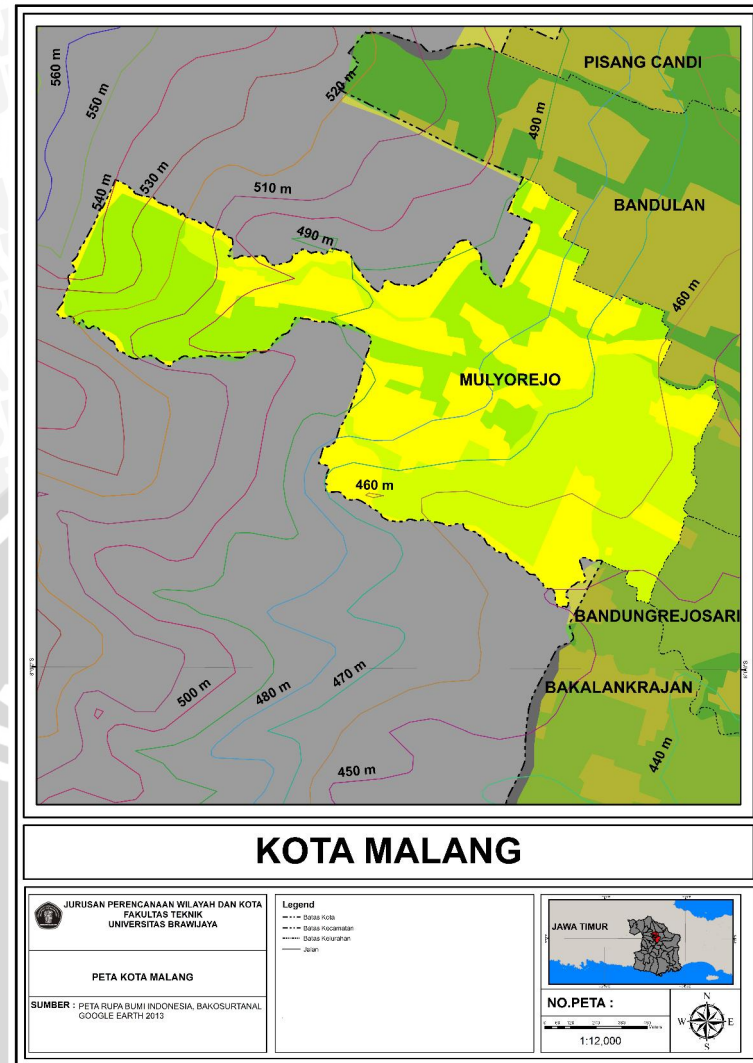 560 m
550 m
520 m
PISANG CANDI
490 m
540 m
530 m
510 m
BANDULAN
490 m
460 m
MULYOREJO
460 m
BANDUNGREJOSARI
500 m
480 m
470 m
BAKALANKRAJAN
440 m
450 m
KOTA MALANG
JURUSAN PERENCANAAN WILAYAH DAN KOTA
FAKULTAS TEKNIK
UNIVERSITAS BRAWIJAYA
PETA KOTA MALANG
SUMBER : PETA RUPA BUMI INDONESIA, BAKOSURTANAL
GOOGLE EARTH 2013
Legend
Batas Kota
Batas Kecamatan
Batas Kelurahan
Jalan
JAWA TIMUR
NO.PETA :
1:12,000
N
W
E
S